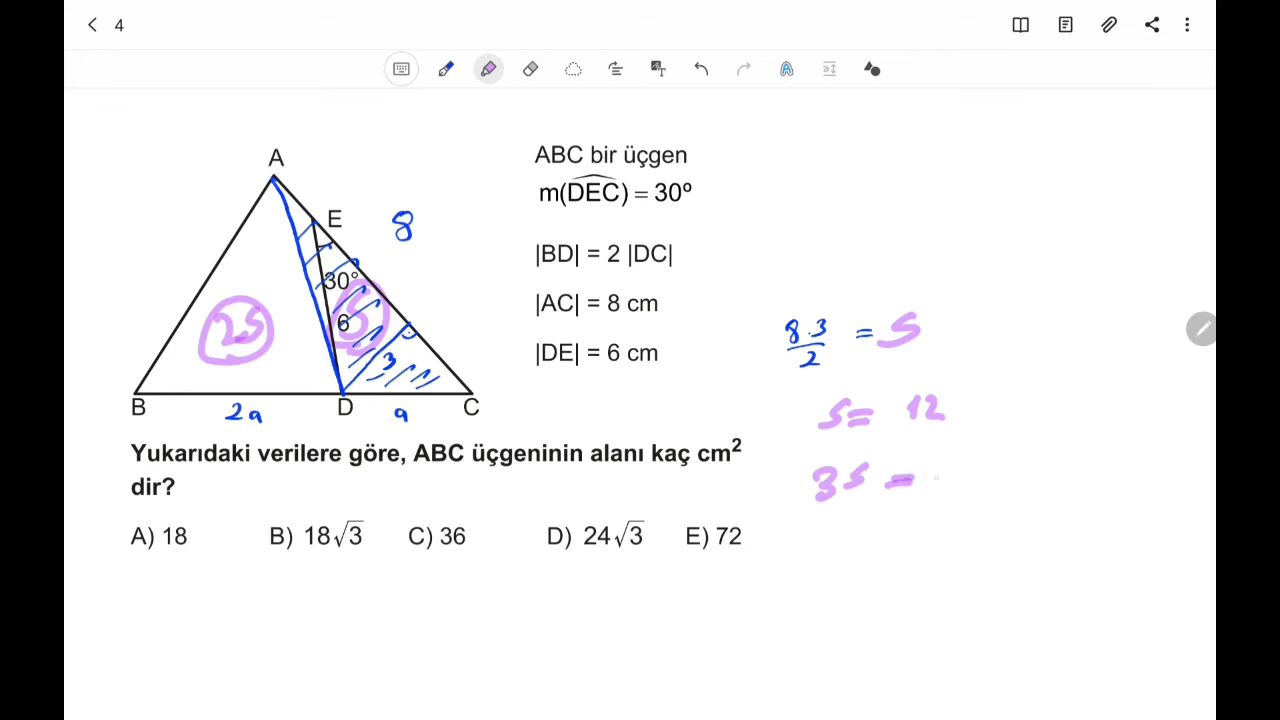 4
A
E
8
30°
6
S
2S
3
B
2a
D
a
C
ABC bir üçgen
m(DEC) = 30º
|BD| = 2 |DC|
|AC| = 8 cm
|DE| = 6 cm
8.3/2 = S
S = 12
3S =
Yukarıdaki verilere göre, ABC üçgeninin alanı kaç cm²
dir?
A) 18 B) 18√3 C) 36 D) 24√3 E) 72